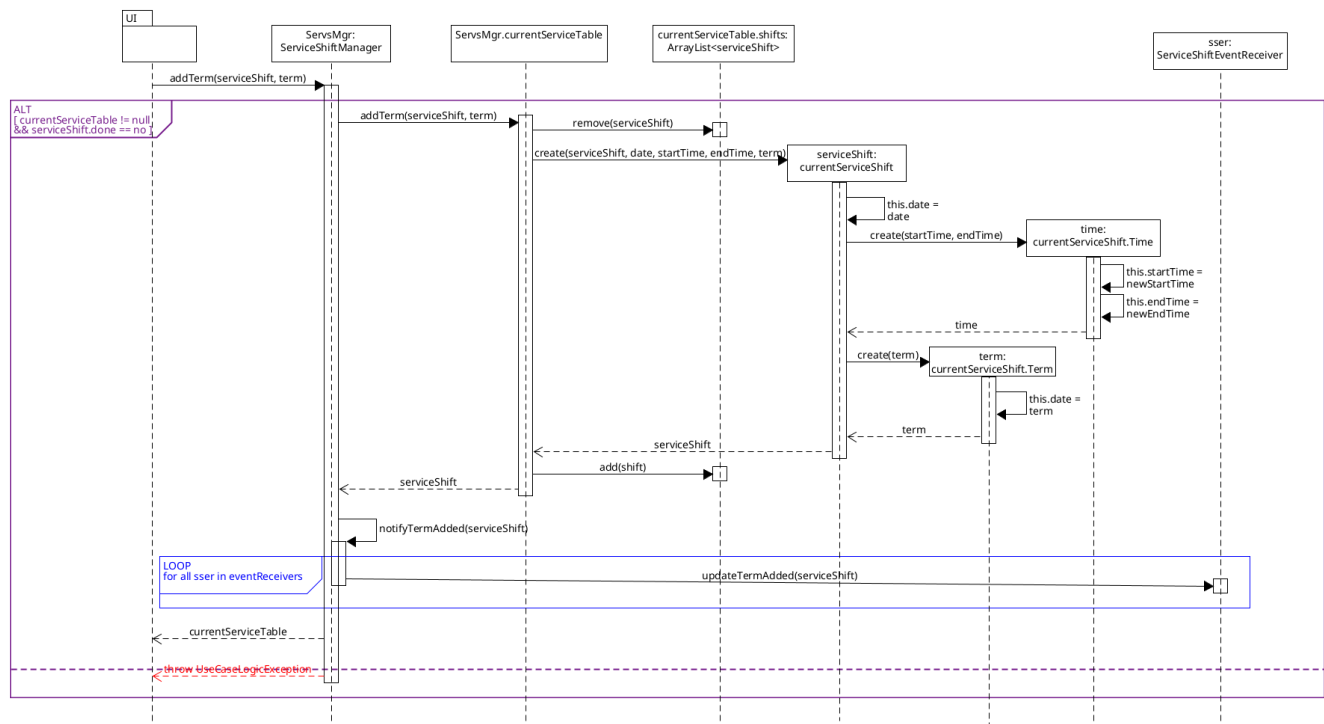 UI
ServsMgr:
ServiceShiftManager
ServsMgr.currentServiceTable
currentServiceTable.shifts:
ArrayList<serviceShift>
sser:
ServiceShiftEventReceiver
addTerm(serviceShift, term)
ALT
[ currentServiceTable != null
&& serviceShift.done == no ]
addTerm(serviceShift, term)
remove(serviceShift)
create(serviceShift, date, startTime, endTime, term)
serviceShift:
currentServiceShift
this.date =
date
create(startTime, endTime)
time:
currentServiceShift.Time
this.startTime =
newStartTime
this.endTime =
newEndTime
time
create(term)
term:
currentServiceShift.Term
this.date =
term
term
serviceShift
add(shift)
serviceShift
notifyTermAdded(serviceShift)
LOOP
for all sser in eventReceivers
updateTermAdded(serviceShift)
currentServiceTable
throw UseCaseLogicException